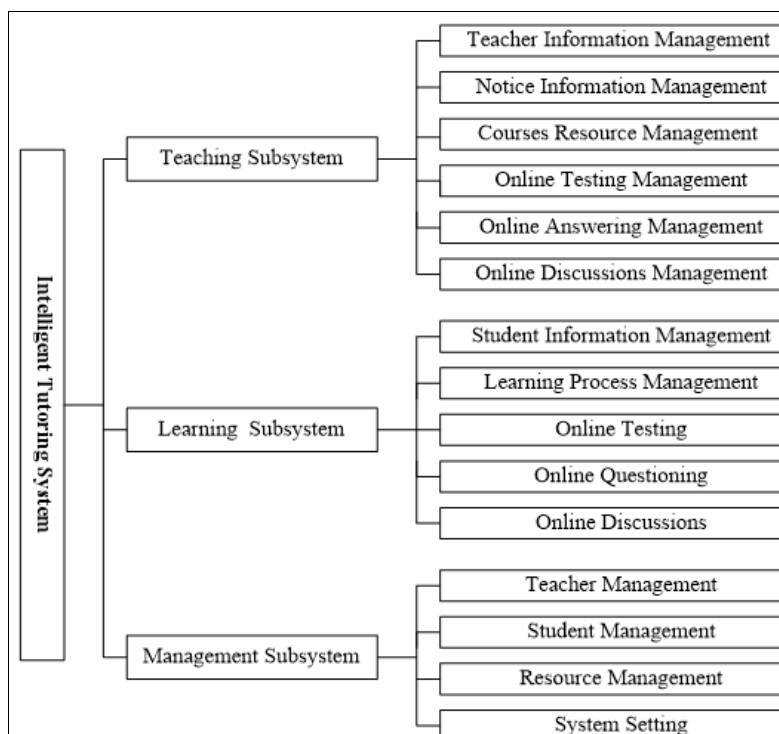 Intelligent Tutoring System
Teaching Subsystem
Teacher Information Management
Notice Information Management
Courses Resource Management
Online Testing Management
Online Answering Management
Online Discussions Management
Learning Subsystem
Student Information Management
Learning Process Management
Online Testing
Online Questioning
Online Discussions
Management Subsystem
Teacher Management
Student Management
Resource Management
System Setting